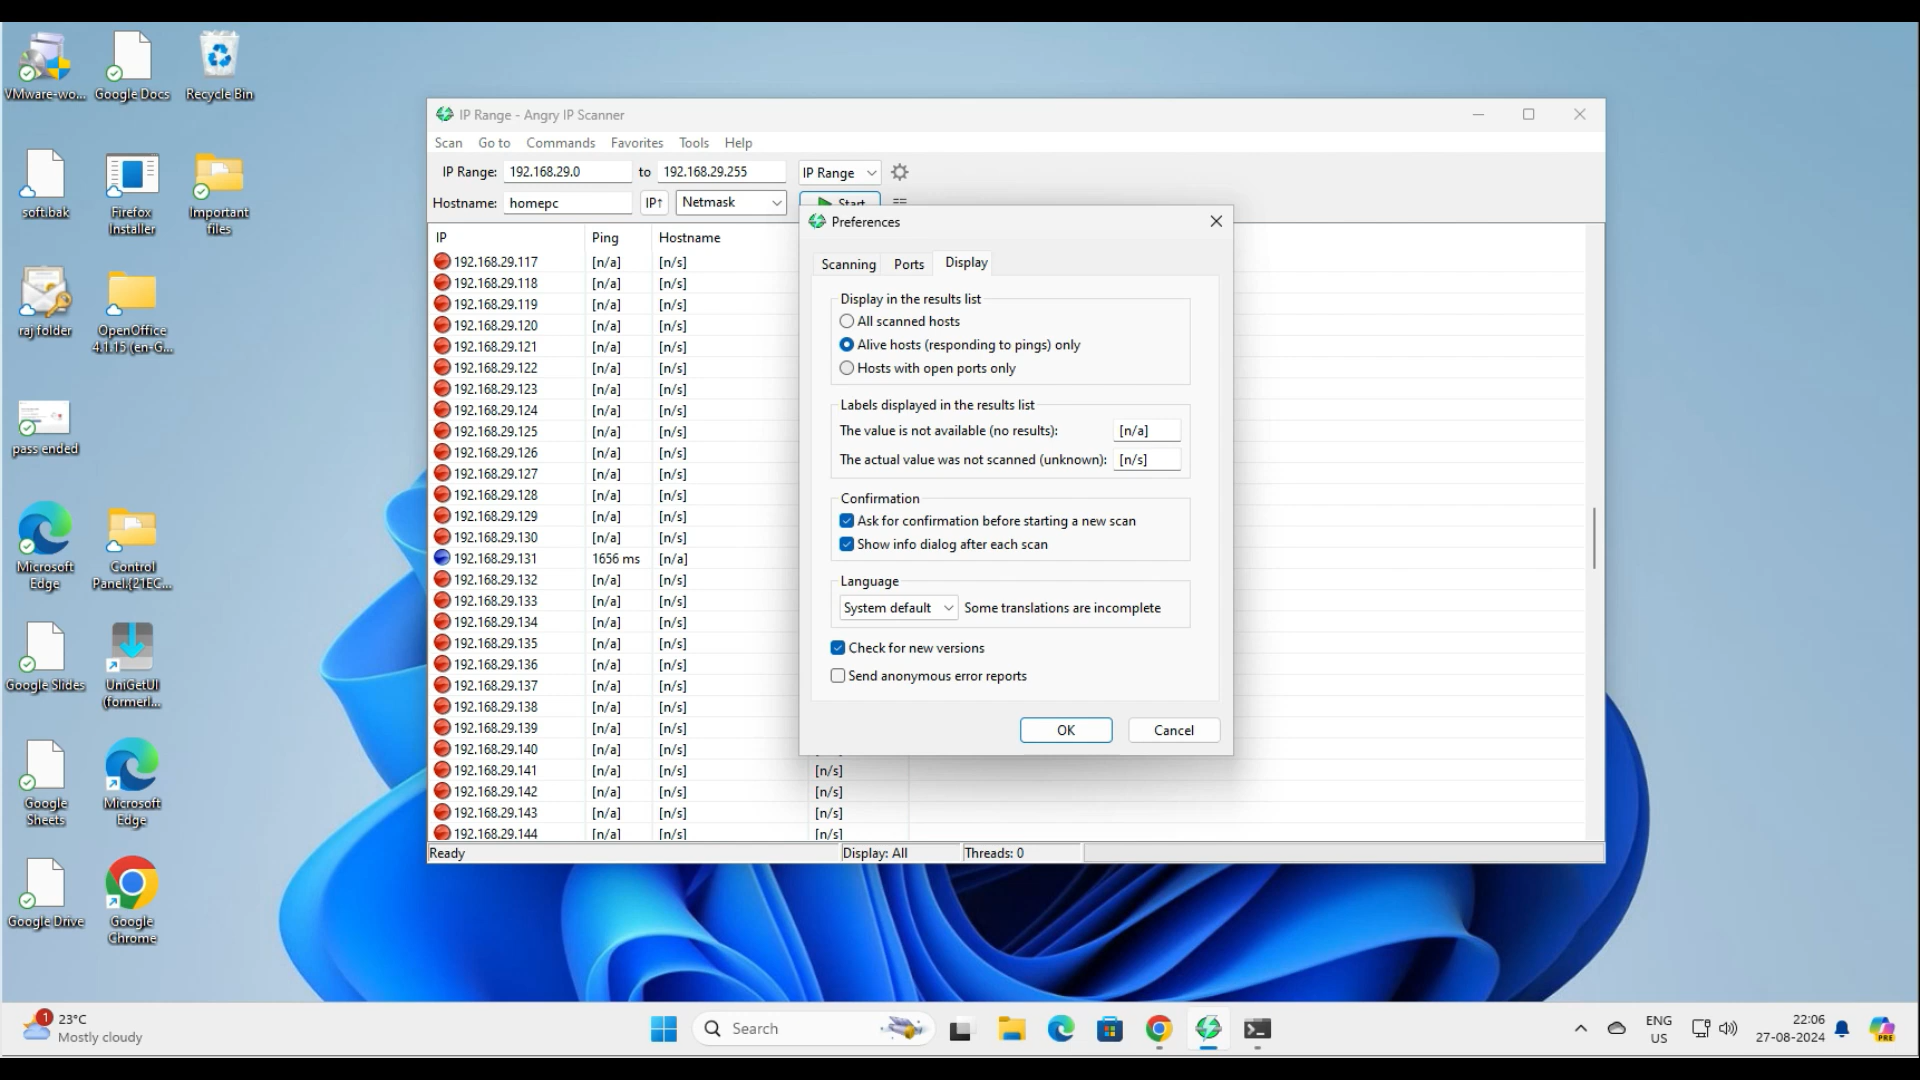 VMware-wo...
Google Docs
Recycle Bin
softibak
Firefox
Installer
Important
files
raj folder
OpenOffice
4.1.15 (en-G...
pass ended
Microsoft
Edge
Control
Panel.{21EC...
Google Slides
UniGetUI
(formerl...
Google
Sheets
Microsoft
Edge
Google Drive
Google
Chrome
IP Range - Angry IP Scanner
Scan Go to Commands Favorites Tools Help
IP Range: 192.168.29.0 to 192.168.29.255 IP Range
Hostname: homepc IP↑ Netmask Start
IP Ping Hostname
192.168.29.117 [n/a] [n/s]
192.168.29.118 [n/a] [n/s]
192.168.29.119 [n/a] [n/s]
192.168.29.120 [n/a] [n/s]
192.168.29.121 [n/a] [n/s]
192.168.29.122 [n/a] [n/s]
192.168.29.123 [n/a] [n/s]
192.168.29.124 [n/a] [n/s]
192.168.29.125 [n/a] [n/s]
192.168.29.126 [n/a] [n/s]
192.168.29.127 [n/a] [n/s]
192.168.29.128 [n/a] [n/s]
192.168.29.129 [n/a] [n/s]
192.168.29.130 [n/a] [n/s]
192.168.29.131 1656 ms [n/a]
192.168.29.132 [n/a] [n/s]
192.168.29.133 [n/a] [n/s]
192.168.29.134 [n/a] [n/s]
192.168.29.135 [n/a] [n/s]
192.168.29.136 [n/a] [n/s]
192.168.29.137 [n/a] [n/s]
192.168.29.138 [n/a] [n/s]
192.168.29.139 [n/a] [n/s]
192.168.29.140 [n/a] [n/s]
192.168.29.141 [n/a] [n/s] [n/s]
192.168.29.142 [n/a] [n/s] [n/s]
192.168.29.143 [n/a] [n/s] [n/s]
192.168.29.144 [n/a] [n/s] [n/s]
Ready Display: All Threads: 0
Preferences
Scanning Ports Display
Display in the results list
All scanned hosts
Alive hosts (responding to pings) only
Hosts with open ports only
Labels displayed in the results list
The value is not available (no results): [n/a]
The actual value was not scanned (unknown): [n/s]
Confirmation
Ask for confirmation before starting a new scan
Show info dialog after each scan
Language
System default Some translations are incomplete
Check for new versions
Send anonymous error reports
OK Cancel
1
23°C
Mostly cloudy
Search
ENG
US
22:06
27-08-2024
PRE